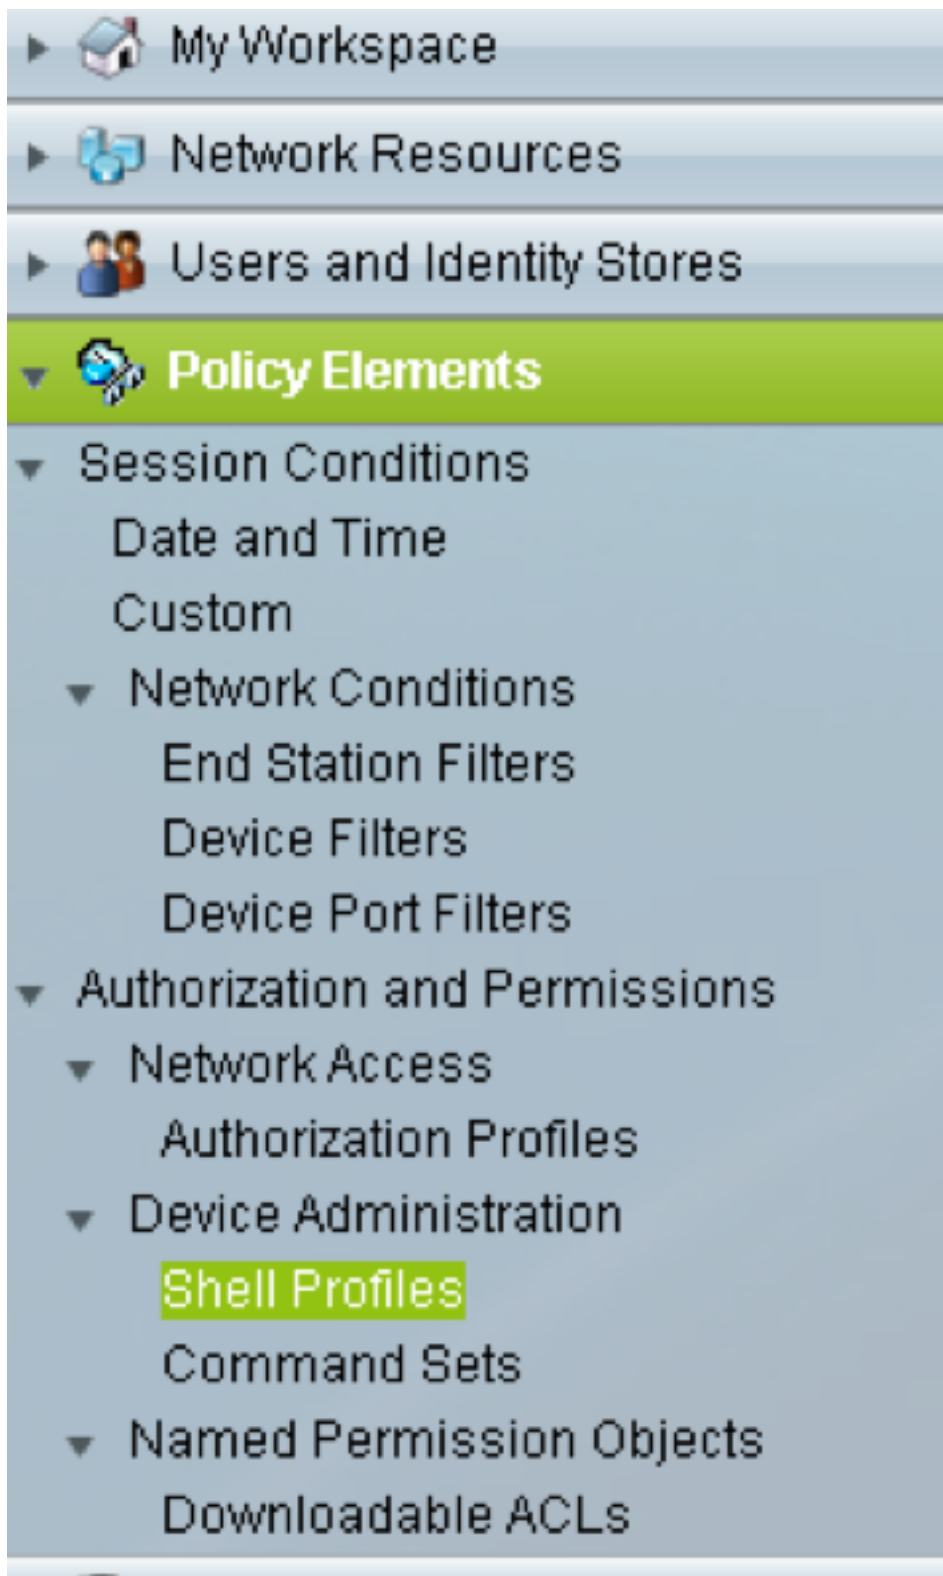 My Workspace
Network Resources
Users and Identity Stores
Policy Elements
Session Conditions
Date and Time
Custom
Network Conditions
End Station Filters
Device Filters
Device Port Filters
Authorization and Permissions
Network Access
Authorization Profiles
Device Administration
Shell Profiles
Command Sets
Named Permission Objects
Downloadable ACLs